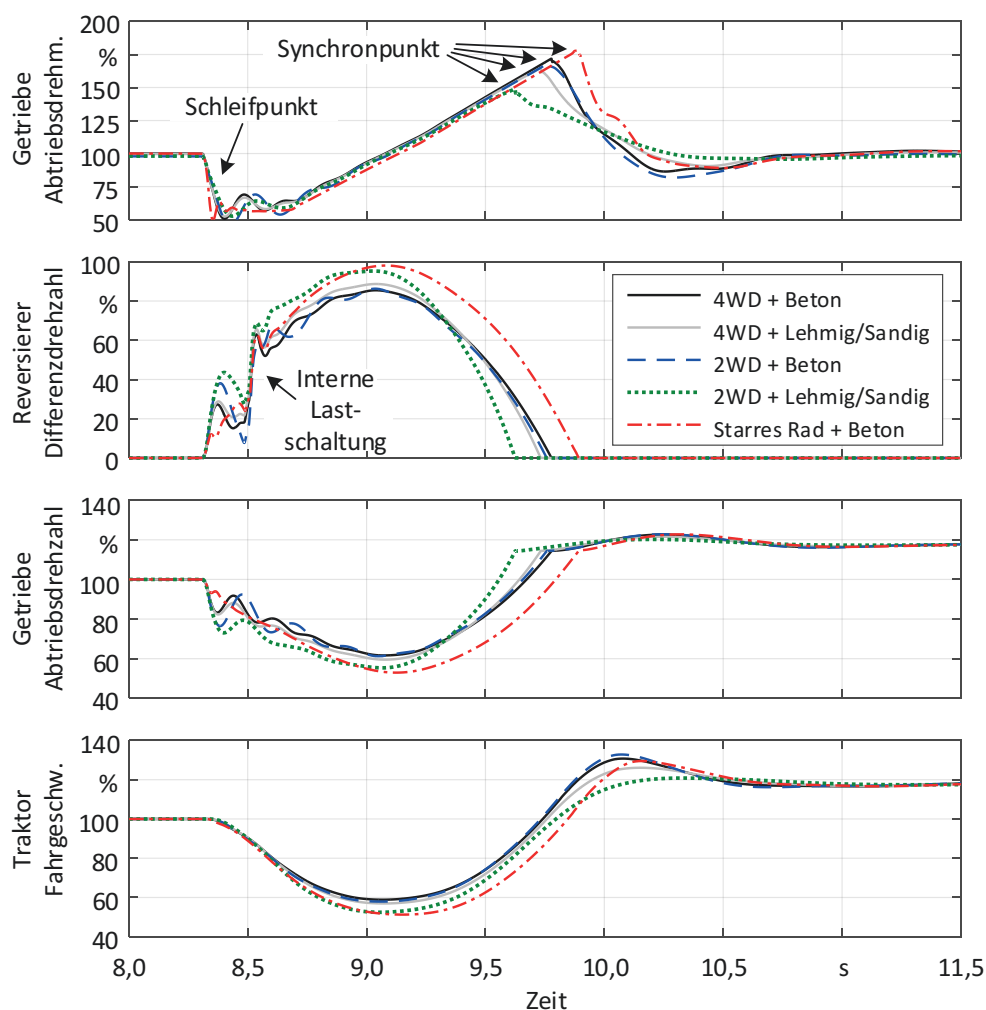 Getriebe
Abtriebsdrehm.
200
%
150
125
100
75
50
Synchronpunkt
Schleifpunkt
Reversierer
Differenzdrehzahl
100
%
60
40
20
0
Interne
Last-
schaltung
4WD + Beton
4WD + Lehmig/Sandig
2WD + Beton
2WD + Lehmig/Sandig
Starres Rad + Beton
Getriebe
Abtriebsdrehzahl
140
%
100
80
60
40
Traktor
Fahrgeschw.
140
%
100
80
60
40
8,0 8,5 9,0 9,5 10,0 10,5 s 11,5
Zeit